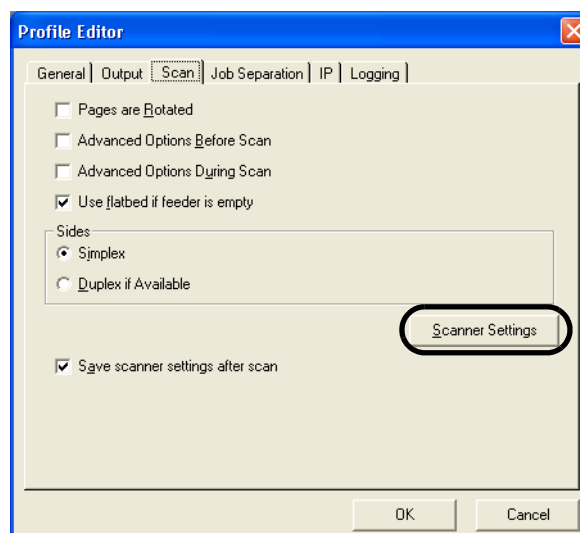 Profile Editor
General Output Scan Job Separation IP Logging
Pages are Rotated
Advanced Options Before Scan
Advanced Options During Scan
Use flatbed if feeder is empty
Sides
Simplex
Duplex if Available
Scanner Settings
Save scanner settings after scan
OK Cancel